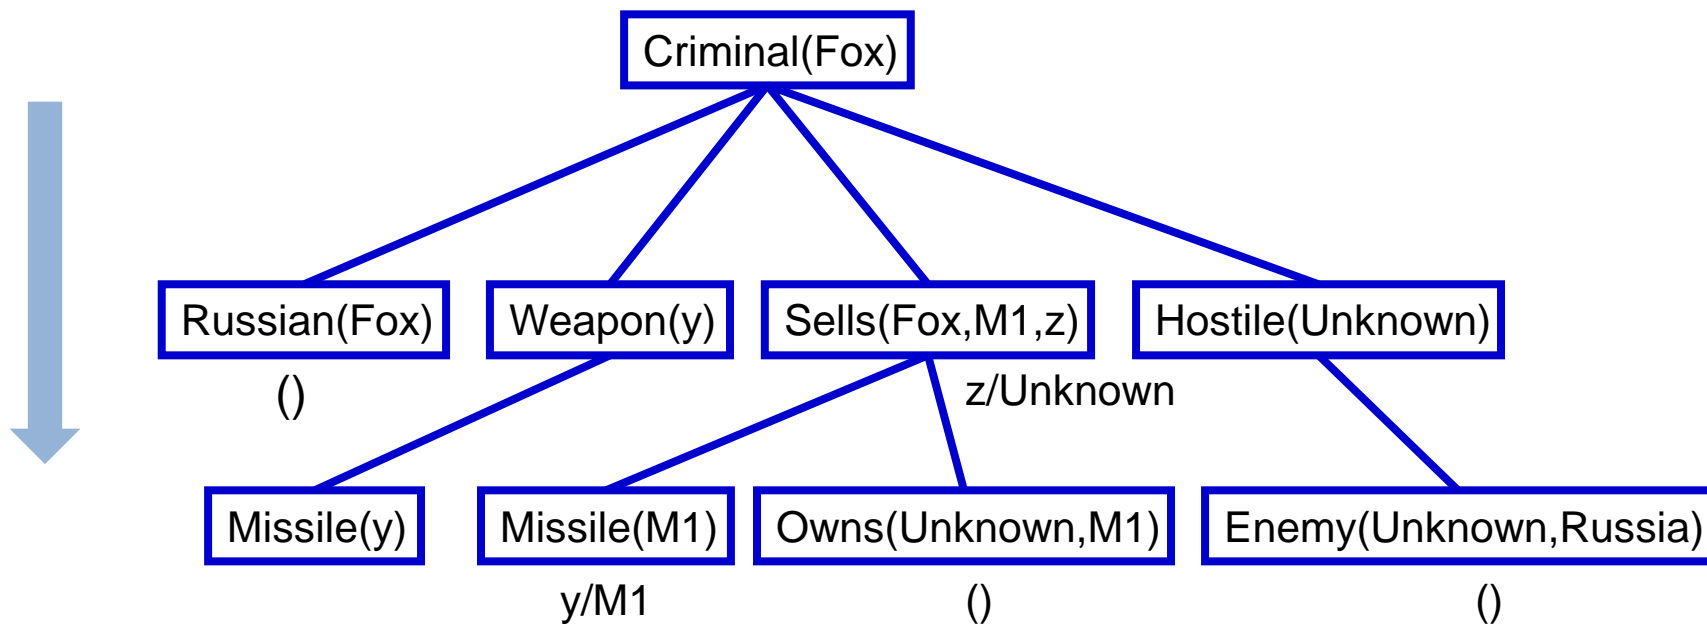 Criminal(Fox)
Russian(Fox)
Weapon(y)
Sells(Fox,M1,z)
Hostile(Unknown)
()
z/Unknown
Missile(y)
Missile(M1)
Owns(Unknown,M1)
Enemy(Unknown,Russia)
y/M1
()
()